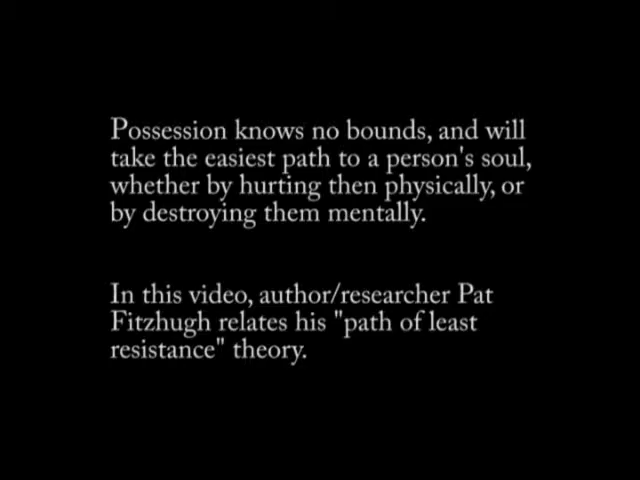 Possession knows no bounds, and will
take the easiest path to a person's soul,
whether by hurting then physically, or
by destroying them mentally.
In this video, author/researcher Pat
Fitzhugh relates his "path of least
resistance" theory.